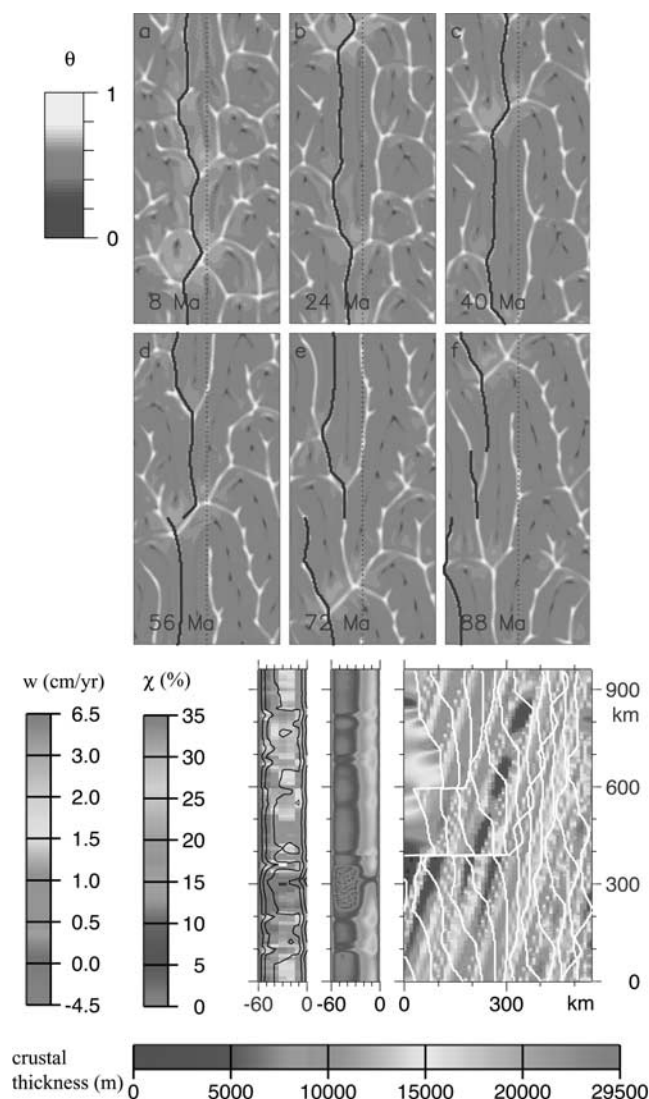 θ
1
0
a
8 Ma
b
24 Ma
c
40 Ma
d
56 Ma
e
72 Ma
f
88 Ma
w (cm/yr)
6.5
3.0
2.0
1.5
1.0
0.5
0.0
-4.5
χ (%)
35
30
25
20
15
10
5
0
-60 0
-60 0
900
km
600
300
0
0 300 km
crustal
thickness (m)
0 5000 10000 15000 20000 29500